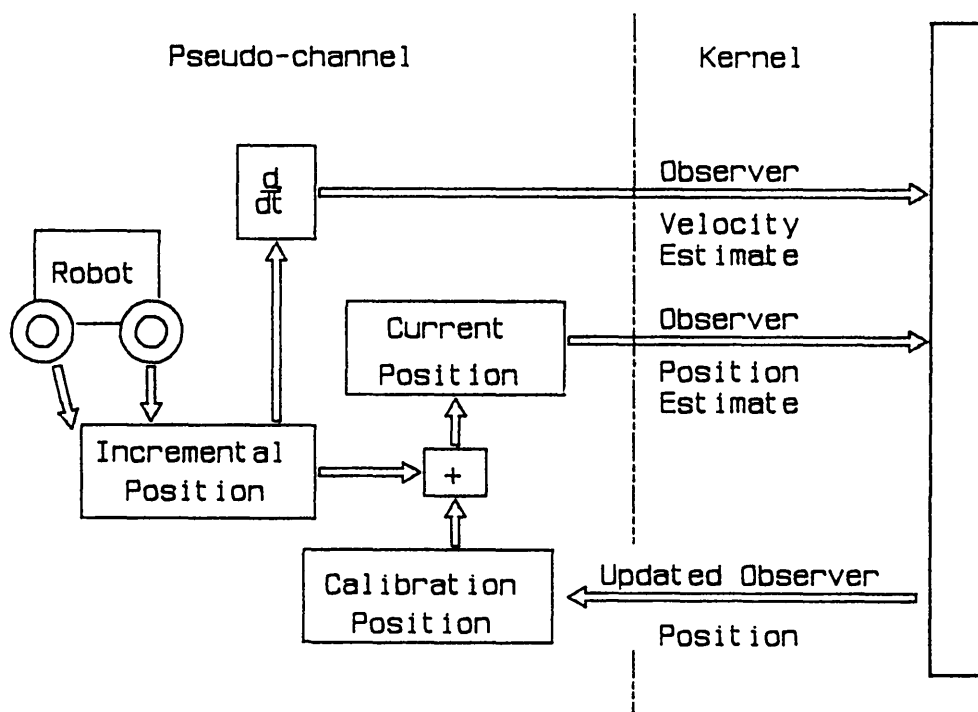 Pseudo-channel
Kernel
d
dt
Observer
Velocity
Estimate
Robot
Current
Position
Observer
Position
Estimate
Incremental
Position
+
Calibration
Position
Updated Observer
Position